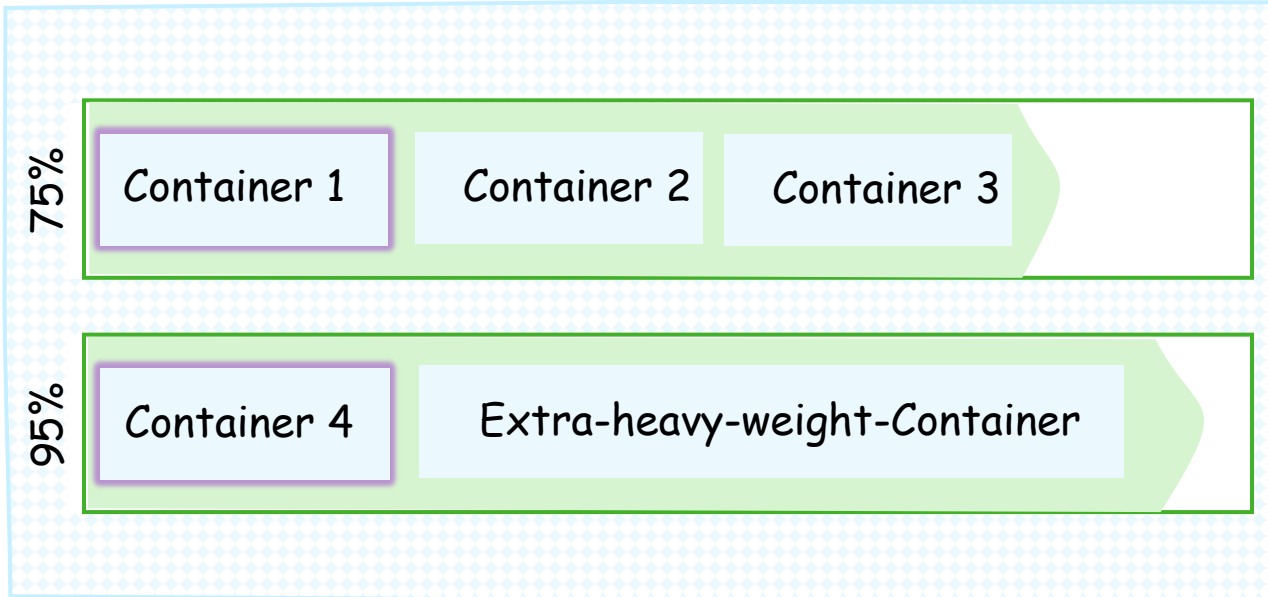 75%
Container 1
Container 2
Container 3
95%
Container 4
Extra-heavy-weight-Container